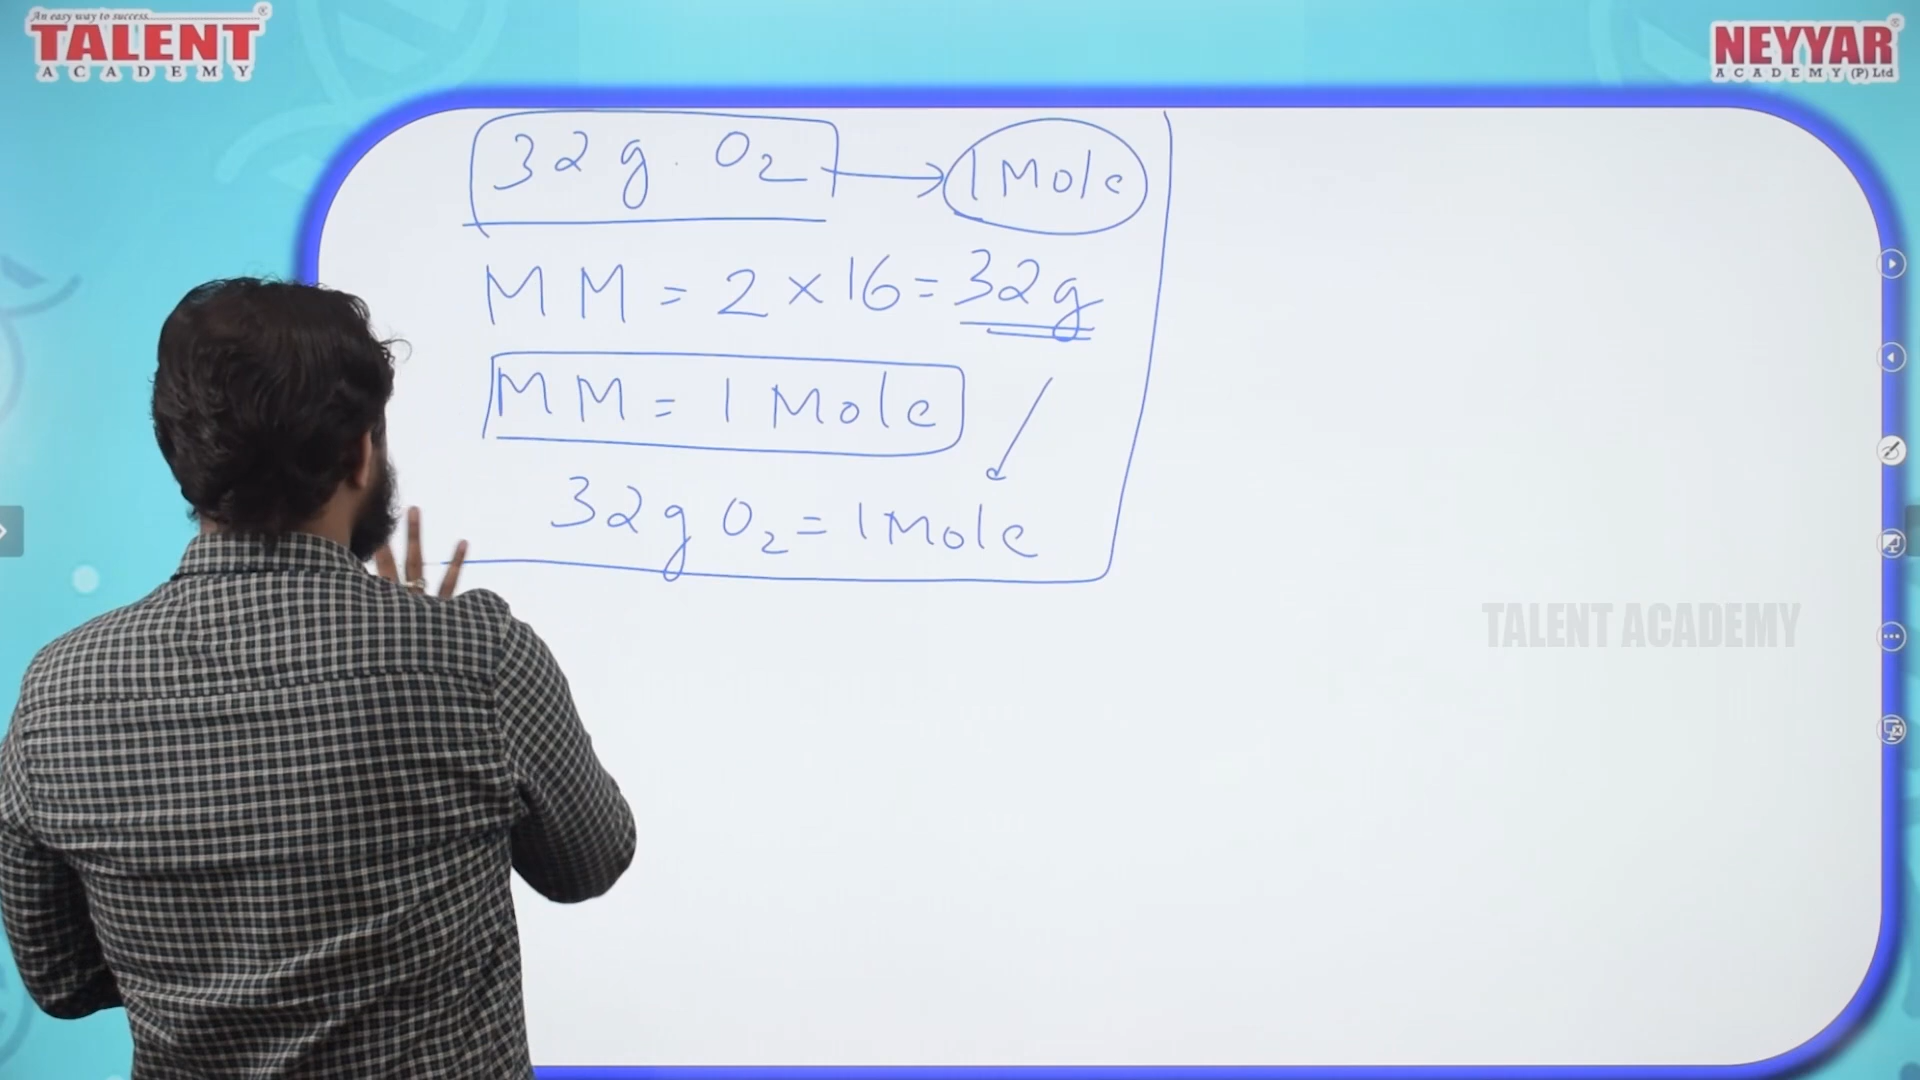 An easy way to success
TALENT
ACADEMY
NEYYAR
ACADEMY (P) Ltd
32 g. O₂ → 1 Mole
MM = 2 × 16 = 32g
MM = 1 Mole
32g O₂ = 1 Mole
TALENT ACADEMY